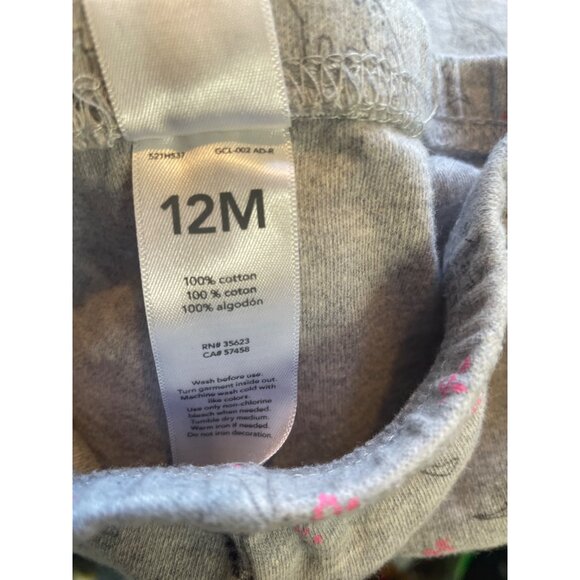 521H537 GCL-002 AD-R
12M
100% cotton
100 % coton
100% algodón
RN# 35623
CA# 57458
Wash before use.
Turn garment inside out.
Machine wash cold with
like colors.
Use only non-chlorine
bleach when needed.
Tumble dry medium.
Warm iron if needed.
Do not iron decoration.